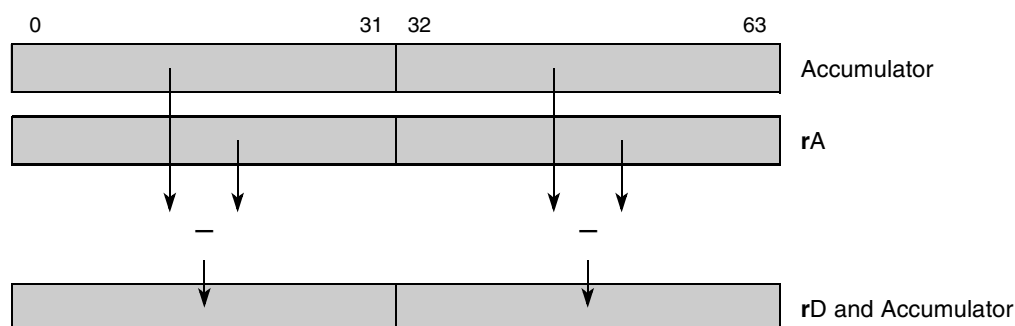 0 31 32 63
Accumulator
rA
– –
rD and Accumulator